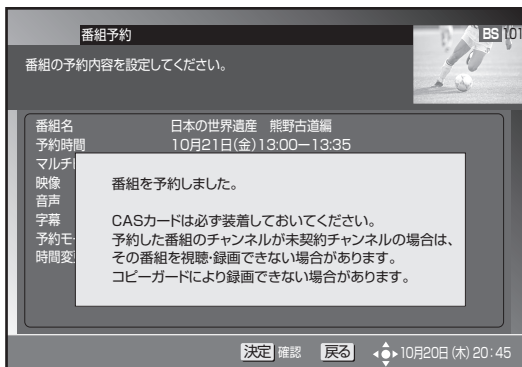 番組予約
BS 101
番組の予約内容を設定してください。
番組名 日本の世界遺産 熊野古道編
予約時間 10月21日(金)13:00ー13:35
マルチ
映像
音声
字幕
予約モー
時間変
番組を予約しました。
CASカードは必ず装着しておいてください。
予約した番組のチャンネルが未契約チャンネルの場合は、
その番組を視聴・録画できない場合があります。
コピーガードにより録画できない場合があります。
決定 確認 戻る 10月20日(木)20:45